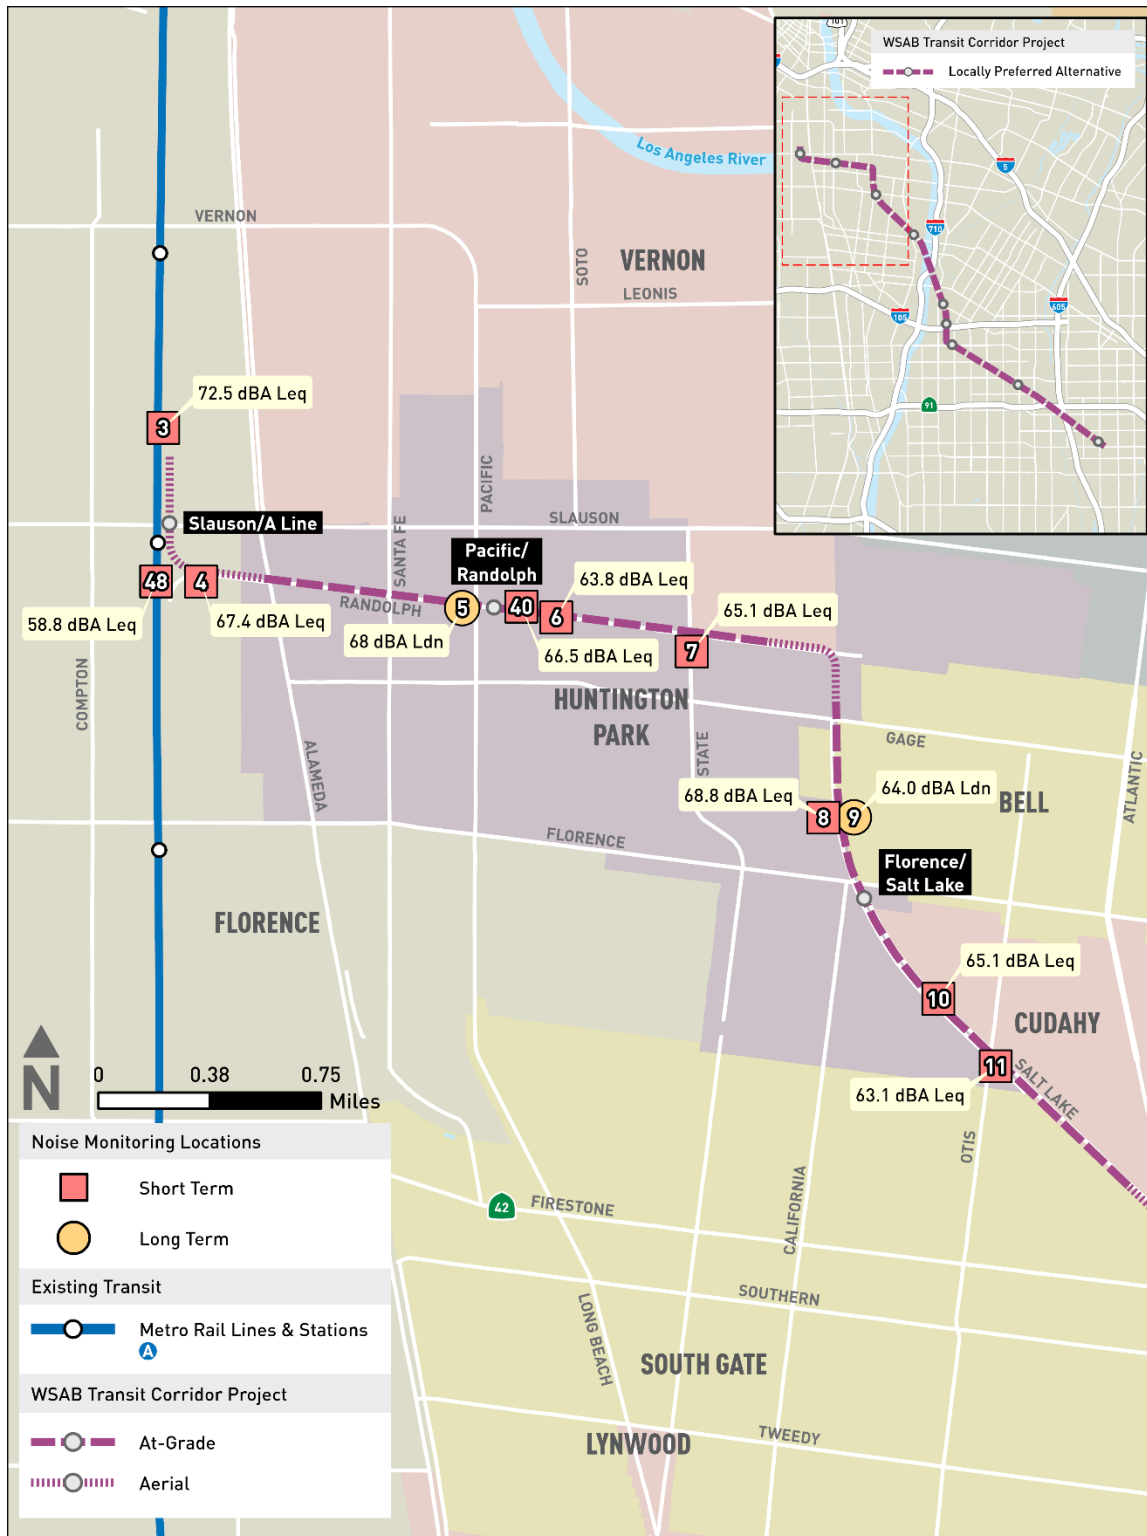 101
WSAB Transit Corridor Project
Locally Preferred Alternative
5
710
105
605
91
Los Angeles River
VERNON
SOTO
VERNON
LEONIS
72.5 dBA Leq
3
PACIFIC
Slauson/A Line
SLAUSON
SANTA FE
Pacific/
Randolph
48
4
58.8 dBA Leq
67.4 dBA Leq
RANDOLPH
5
68 dBA Ldn
40
6
63.8 dBA Leq
66.5 dBA Leq
65.1 dBA Leq
7
COMPTON
HUNTINGTON
PARK
ALAMEDA
STATE
GAGE
ATLANTIC
68.8 dBA Leq
64.0 dBA Ldn
8
9
BELL
FLORENCE
Florence/
Salt Lake
FLORENCE
65.1 dBA Leq
10
CUDAHY
11
SALT LAKE
63.1 dBA Leq
OTIS
N
0
0.38
0.75
Miles
Noise Monitoring Locations
Short Term
Long Term
Existing Transit
Metro Rail Lines & Stations
A
WSAB Transit Corridor Project
At-Grade
Aerial
42
FIRESTONE
CALIFORNIA
SOUTHERN
LONG BEACH
SOUTH GATE
LYNWOOD
TWEEDY